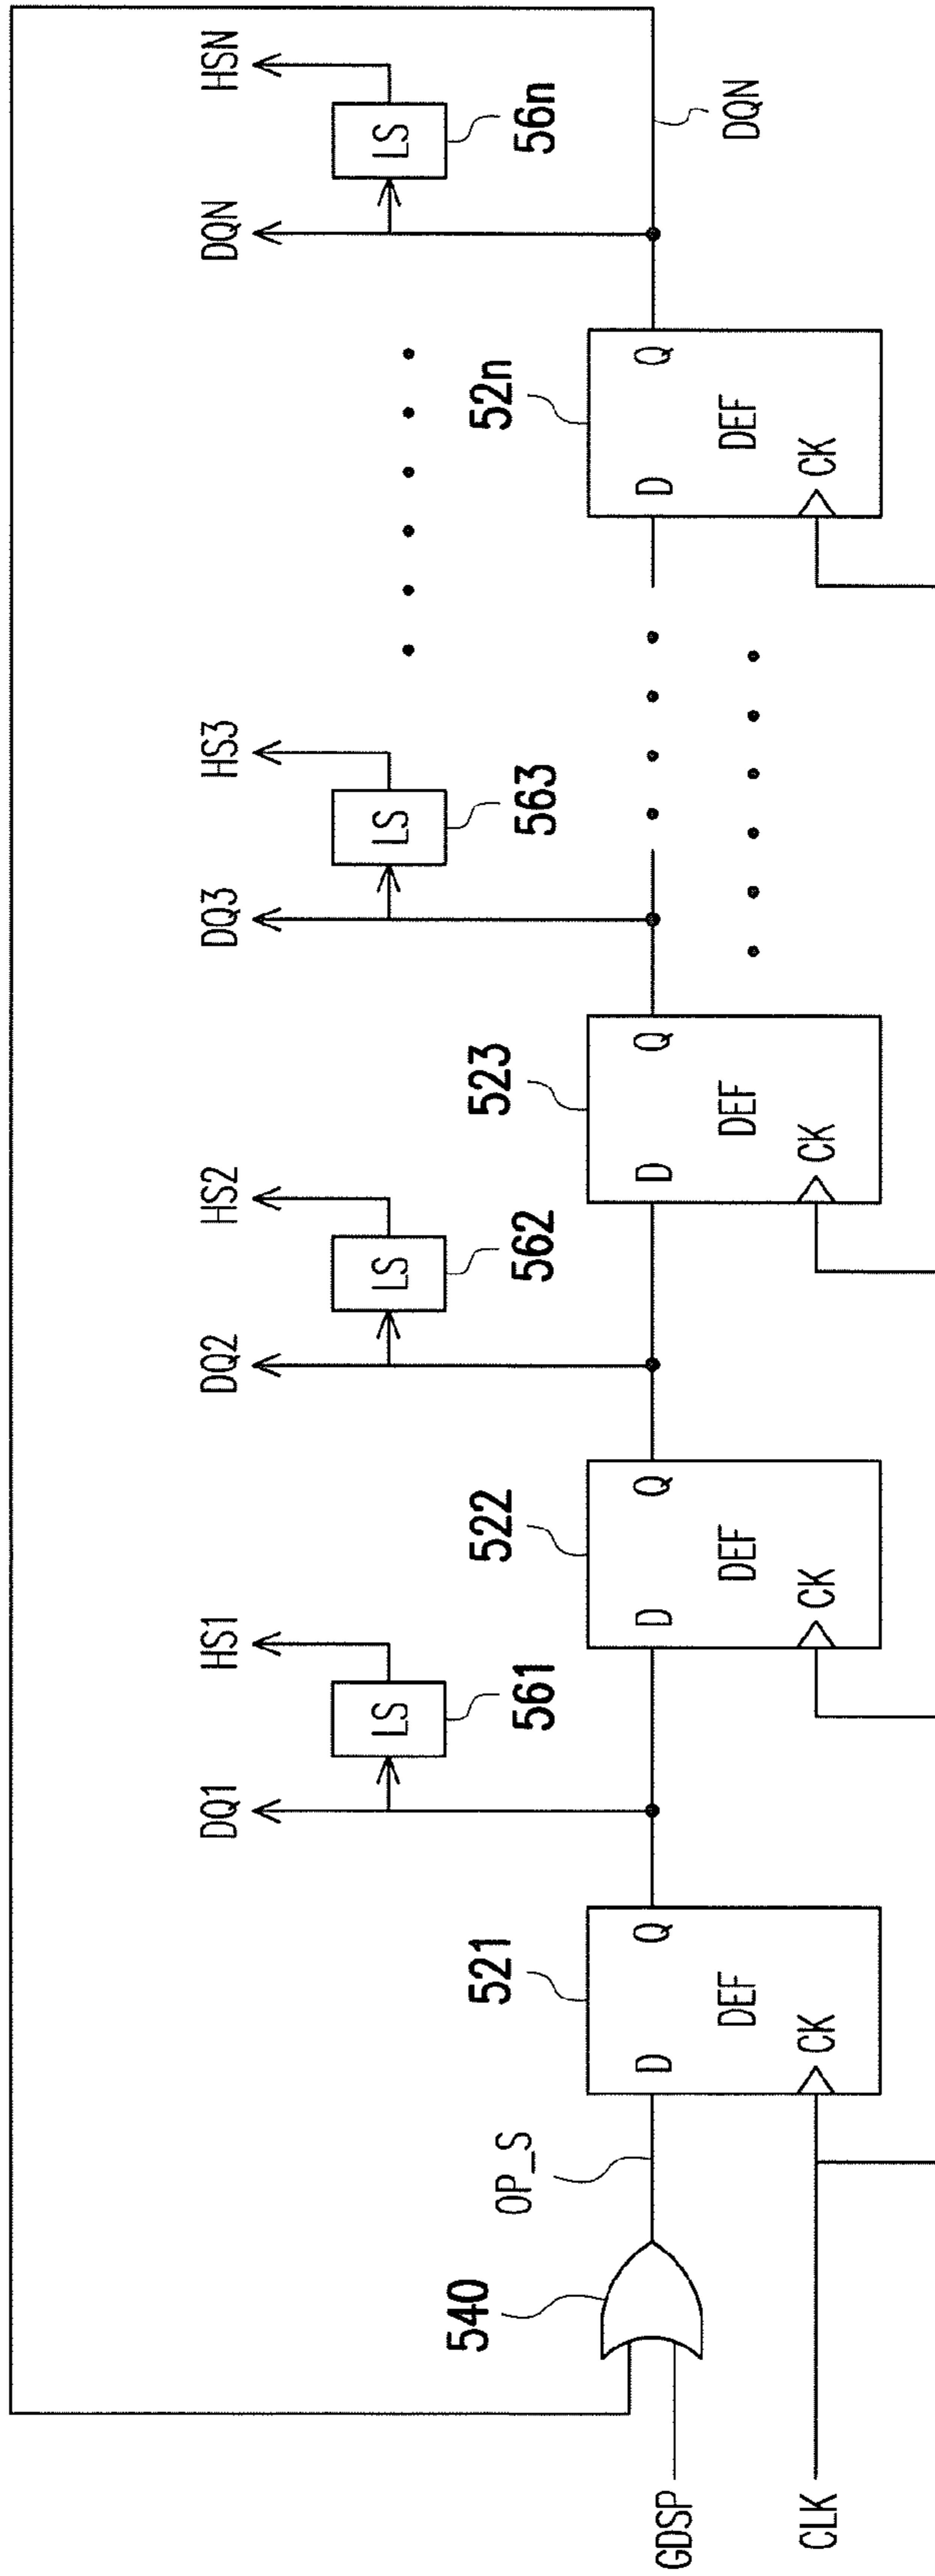 DQ1
HS1
DQ2
HS2
DQ3
HS3
DQN
HSN
LS
LS
LS
LS
561
562
563
56n
540
521
522
523
52n
OP_S
D
Q
D
Q
D
Q
D
Q
DQN
GDSP
DEF
DEF
DEF
DEF
CLK
CK
CK
CK
CK